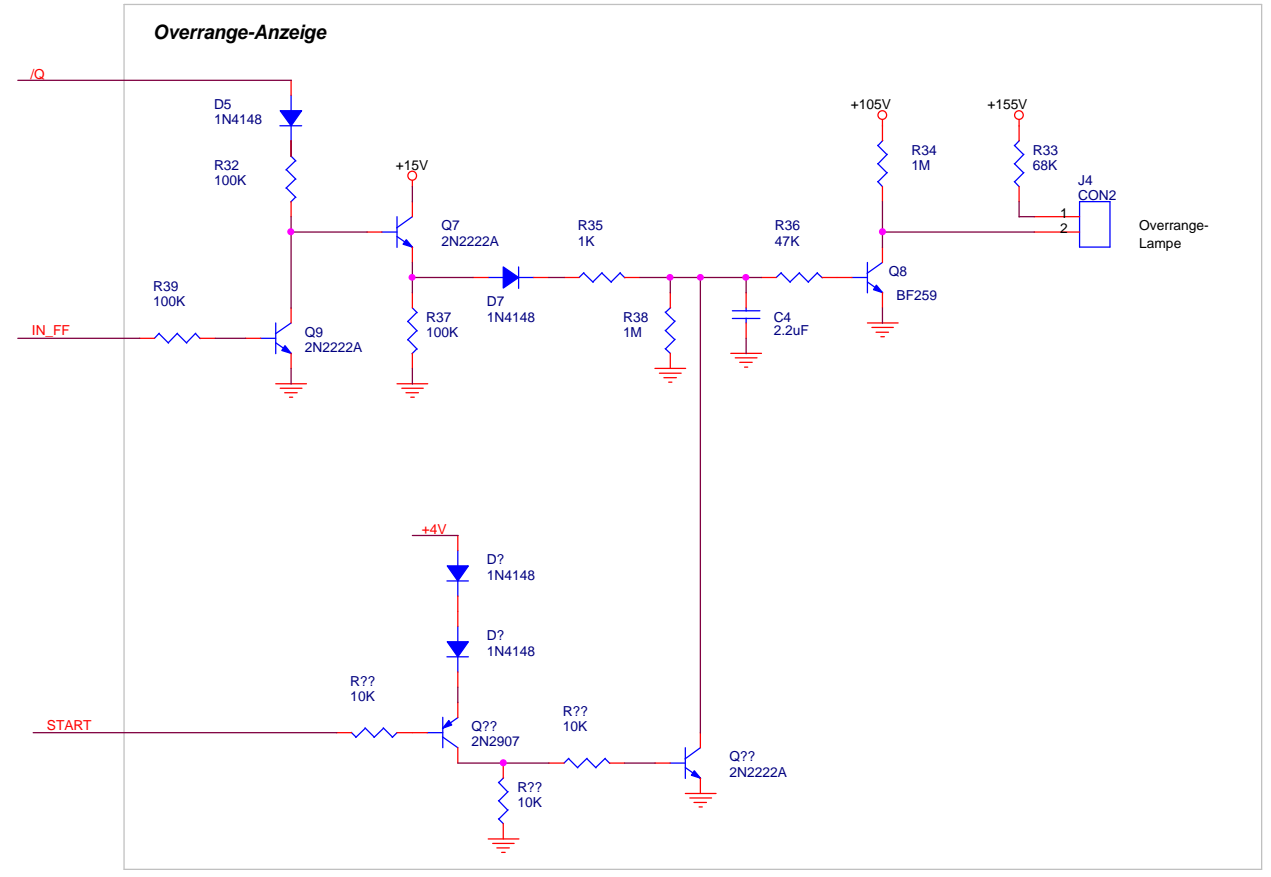 Overrange-Anzeige
/Q
D5
1N4148
R32
100K
+15V
+105V
+155V
R34
1M
R33
68K
J4
CON2
1
2
Overrange-
Lampe
Q7
2N2222A
R35
1K
R36
47K
Q8
BF259
D7
1N4148
R39
100K
IN_FF
Q9
2N2222A
R37
100K
R38
1M
C4
2.2uF
+4V
D?
1N4148
D?
1N4148
R??
10K
START
Q??
2N2907
R??
10K
Q??
2N2222A
R??
10K